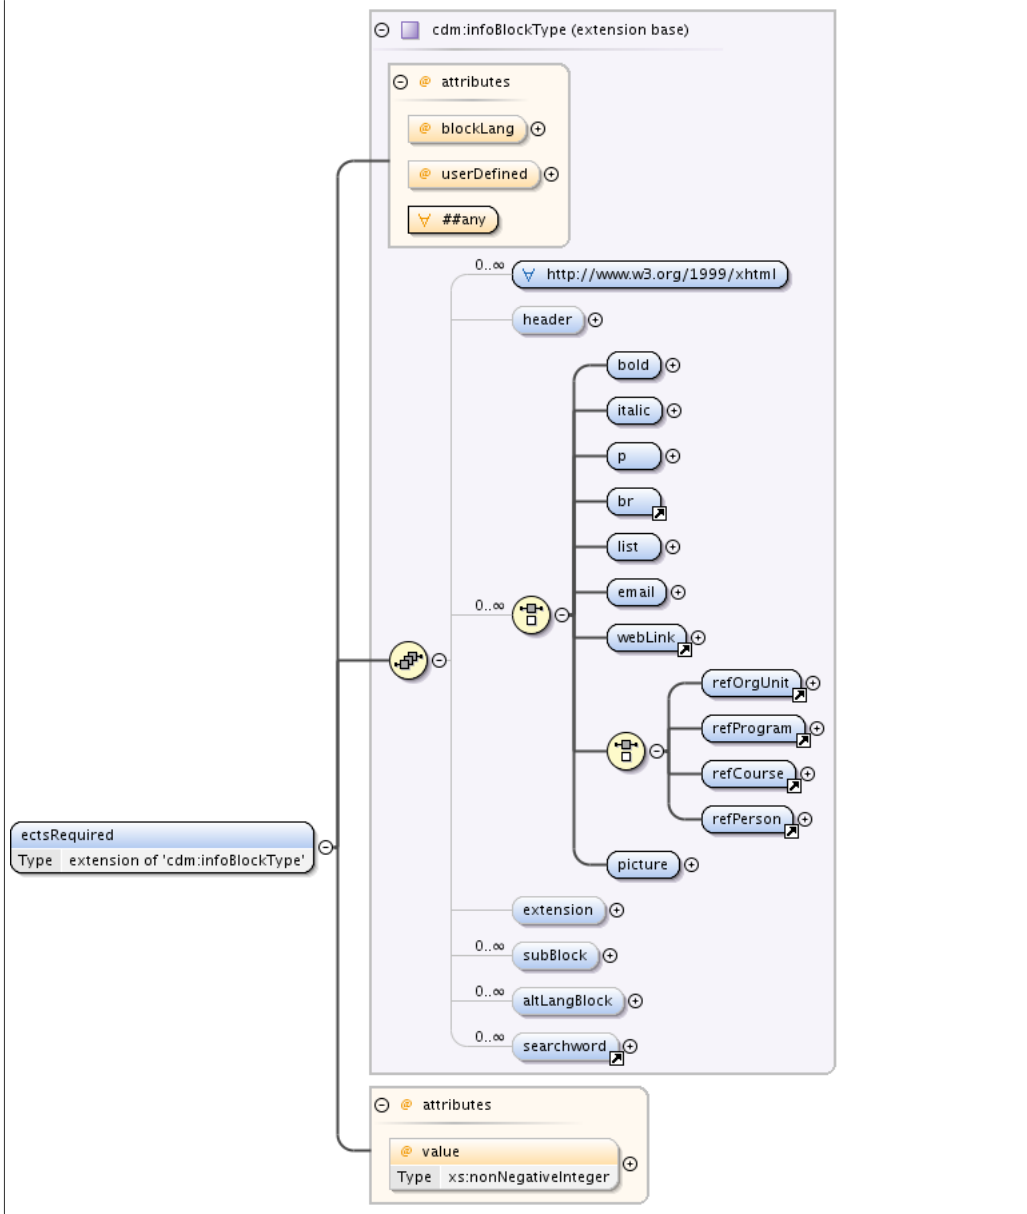 cdm:infoBlockType (extension base)
@ attributes
@ blockLang
@ userDefined
∀ ##any
0..∞
∀ http://www.w3.org/1999/xhtml
header
bold
italic
p
br
list
email
0..∞
webLink
refOrgUnit
refProgram
refCourse
refPerson
picture
ectsRequired
Type extension of 'cdm:infoBlockType'
extension
0..∞
subBlock
0..∞
altLangBlock
0..∞
searchword
@ attributes
@ value
Type xs:nonNegativeInteger